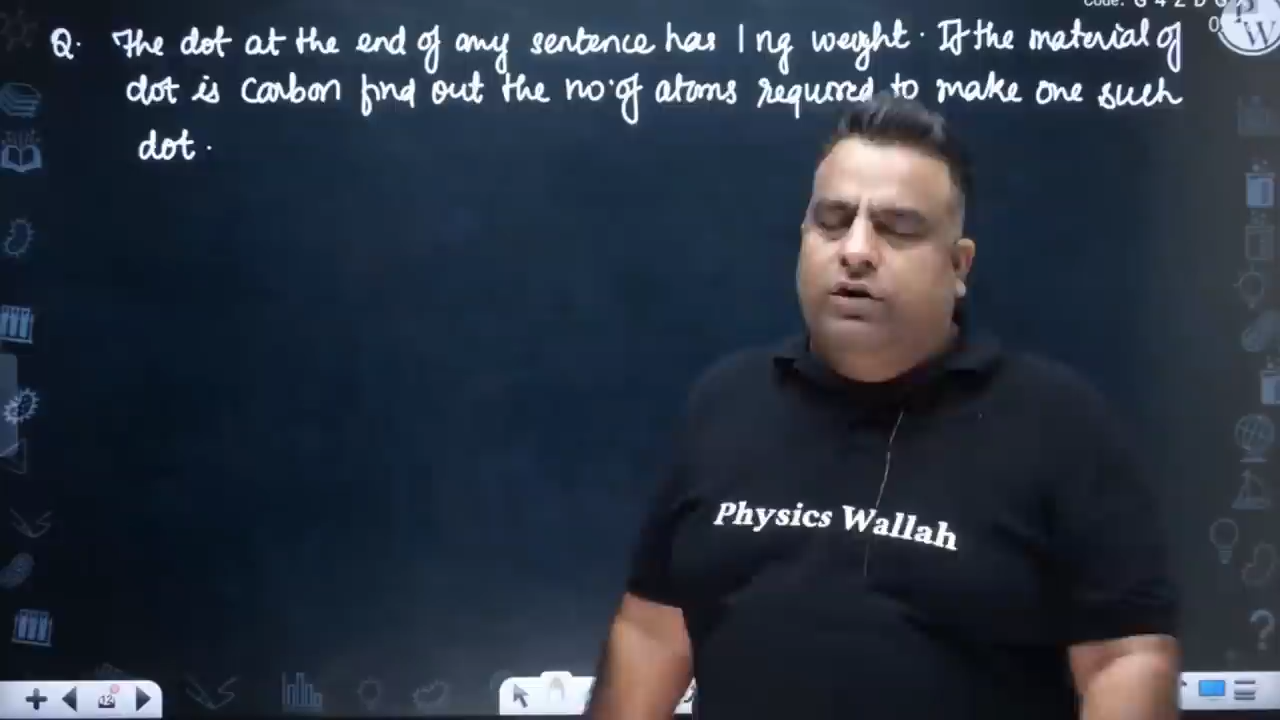 Q. The dot at the end of any sentence has 1 ng weight. If the material of
dot is carbon find out the no. of atoms required to make one such
dot.
Physics Wallah
W
12